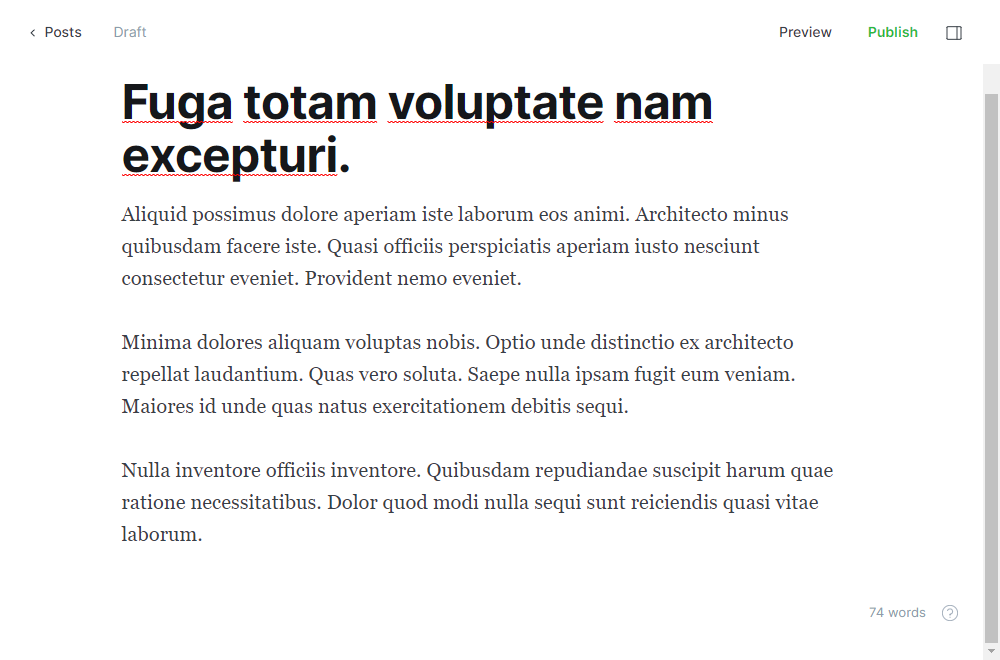 Posts Draft Preview Publish
Fuga totam voluptate nam
excepturi.
Aliquid possimus dolore aperiam iste laborum eos animi. Architecto minus
quibusdam facere iste. Quasi officiis perspiciatis aperiam iusto nesciunt
consectetur eveniet. Provident nemo eveniet.
Minima dolores aliquam voluptas nobis. Optio unde distinctio ex architecto
repellat laudantium. Quas vero soluta. Saepe nulla ipsam fugit eum veniam.
Maiores id unde quas natus exercitationem debitis sequi.
Nulla inventore officiis inventore. Quibusdam repudiandae suscipit harum quae
ratione necessitatibus. Dolor quod modi nulla sequi sunt reiciendis quasi vitae
laborum.
74 words ?